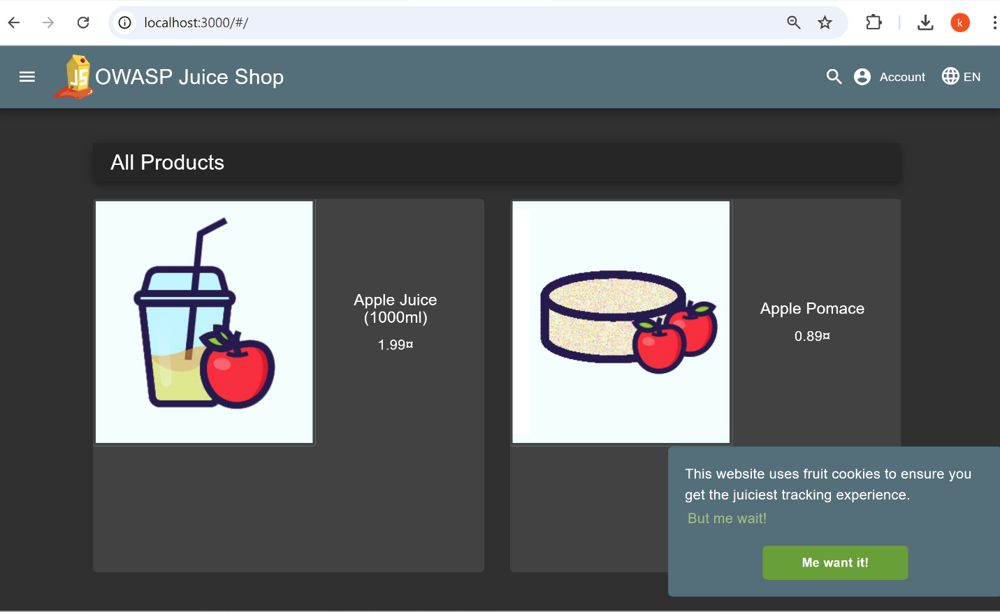 localhost:3000/#/
k
JS
OWASP Juice Shop
Account
EN
All Products
Apple Juice
(1000ml)
1.99¤
Apple Pomace
0.89¤
This website uses fruit cookies to ensure you
get the juiciest tracking experience.
But me wait!
Me want it!